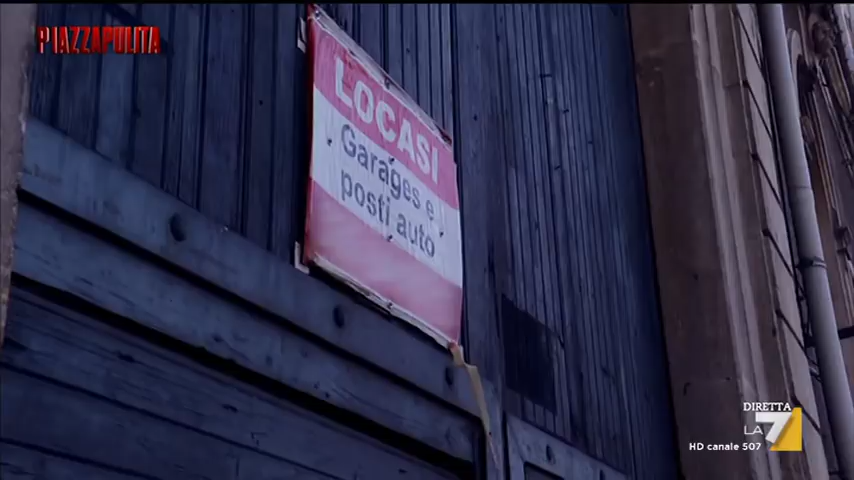 PIAZZAPULITA
LOCASI
Garages e
posti auto
DIRETTA
LA7
HD canale 507